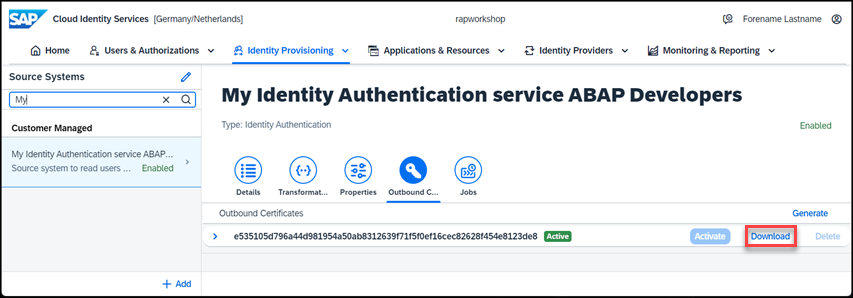 SAP Cloud Identity Services [Germany/Netherlands] rapworkshop Forename Lastname
Home Users & Authorizations Identity Provisioning Applications & Resources Identity Providers Monitoring & Reporting
Source Systems
My
Customer Managed
My Identity Authentication service ABAP...
Source system to read users ... Enabled
Add
My Identity Authentication service ABAP Developers
Type: Identity Authentication Enabled
Details Transformat... Properties Outbound C... Jobs
Outbound Certificates Generate
e535105d796a44d981954a50ab8312639f71f5f0ef16cec82628f454e8123de8 Active Activate Download Delete